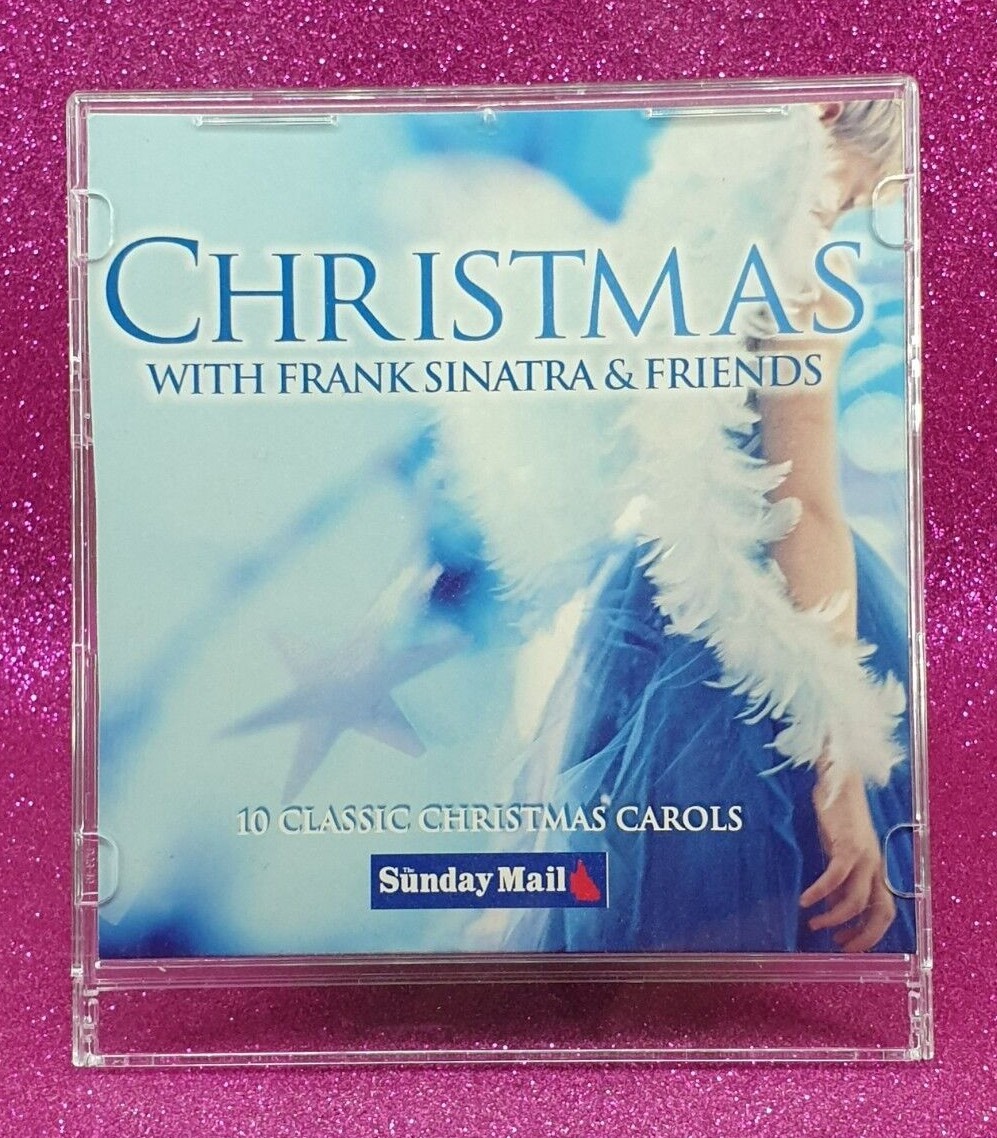 CHRISTMAS
WITH FRANK SINATRA & FRIENDS
10 CLASSIC CHRISTMAS CAROLS
The Sunday Mail